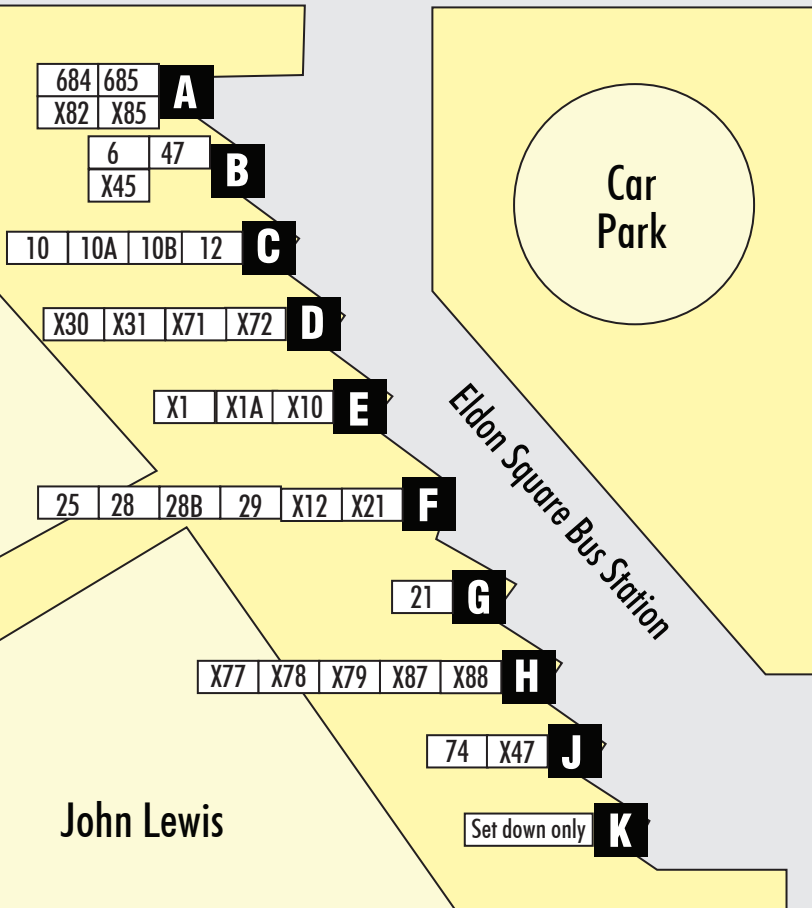 684 685 A
X82 X85
6 47 B
X45
Car
Park
10 10A 10B 12 C
X30 X31 X71 X72 D
X1 X1A X10 E
Eldon Square Bus Station
25 28 28B 29 X12 X21 F
21 G
X77 X78 X79 X87 X88 H
74 X47 J
John Lewis
Set down only K